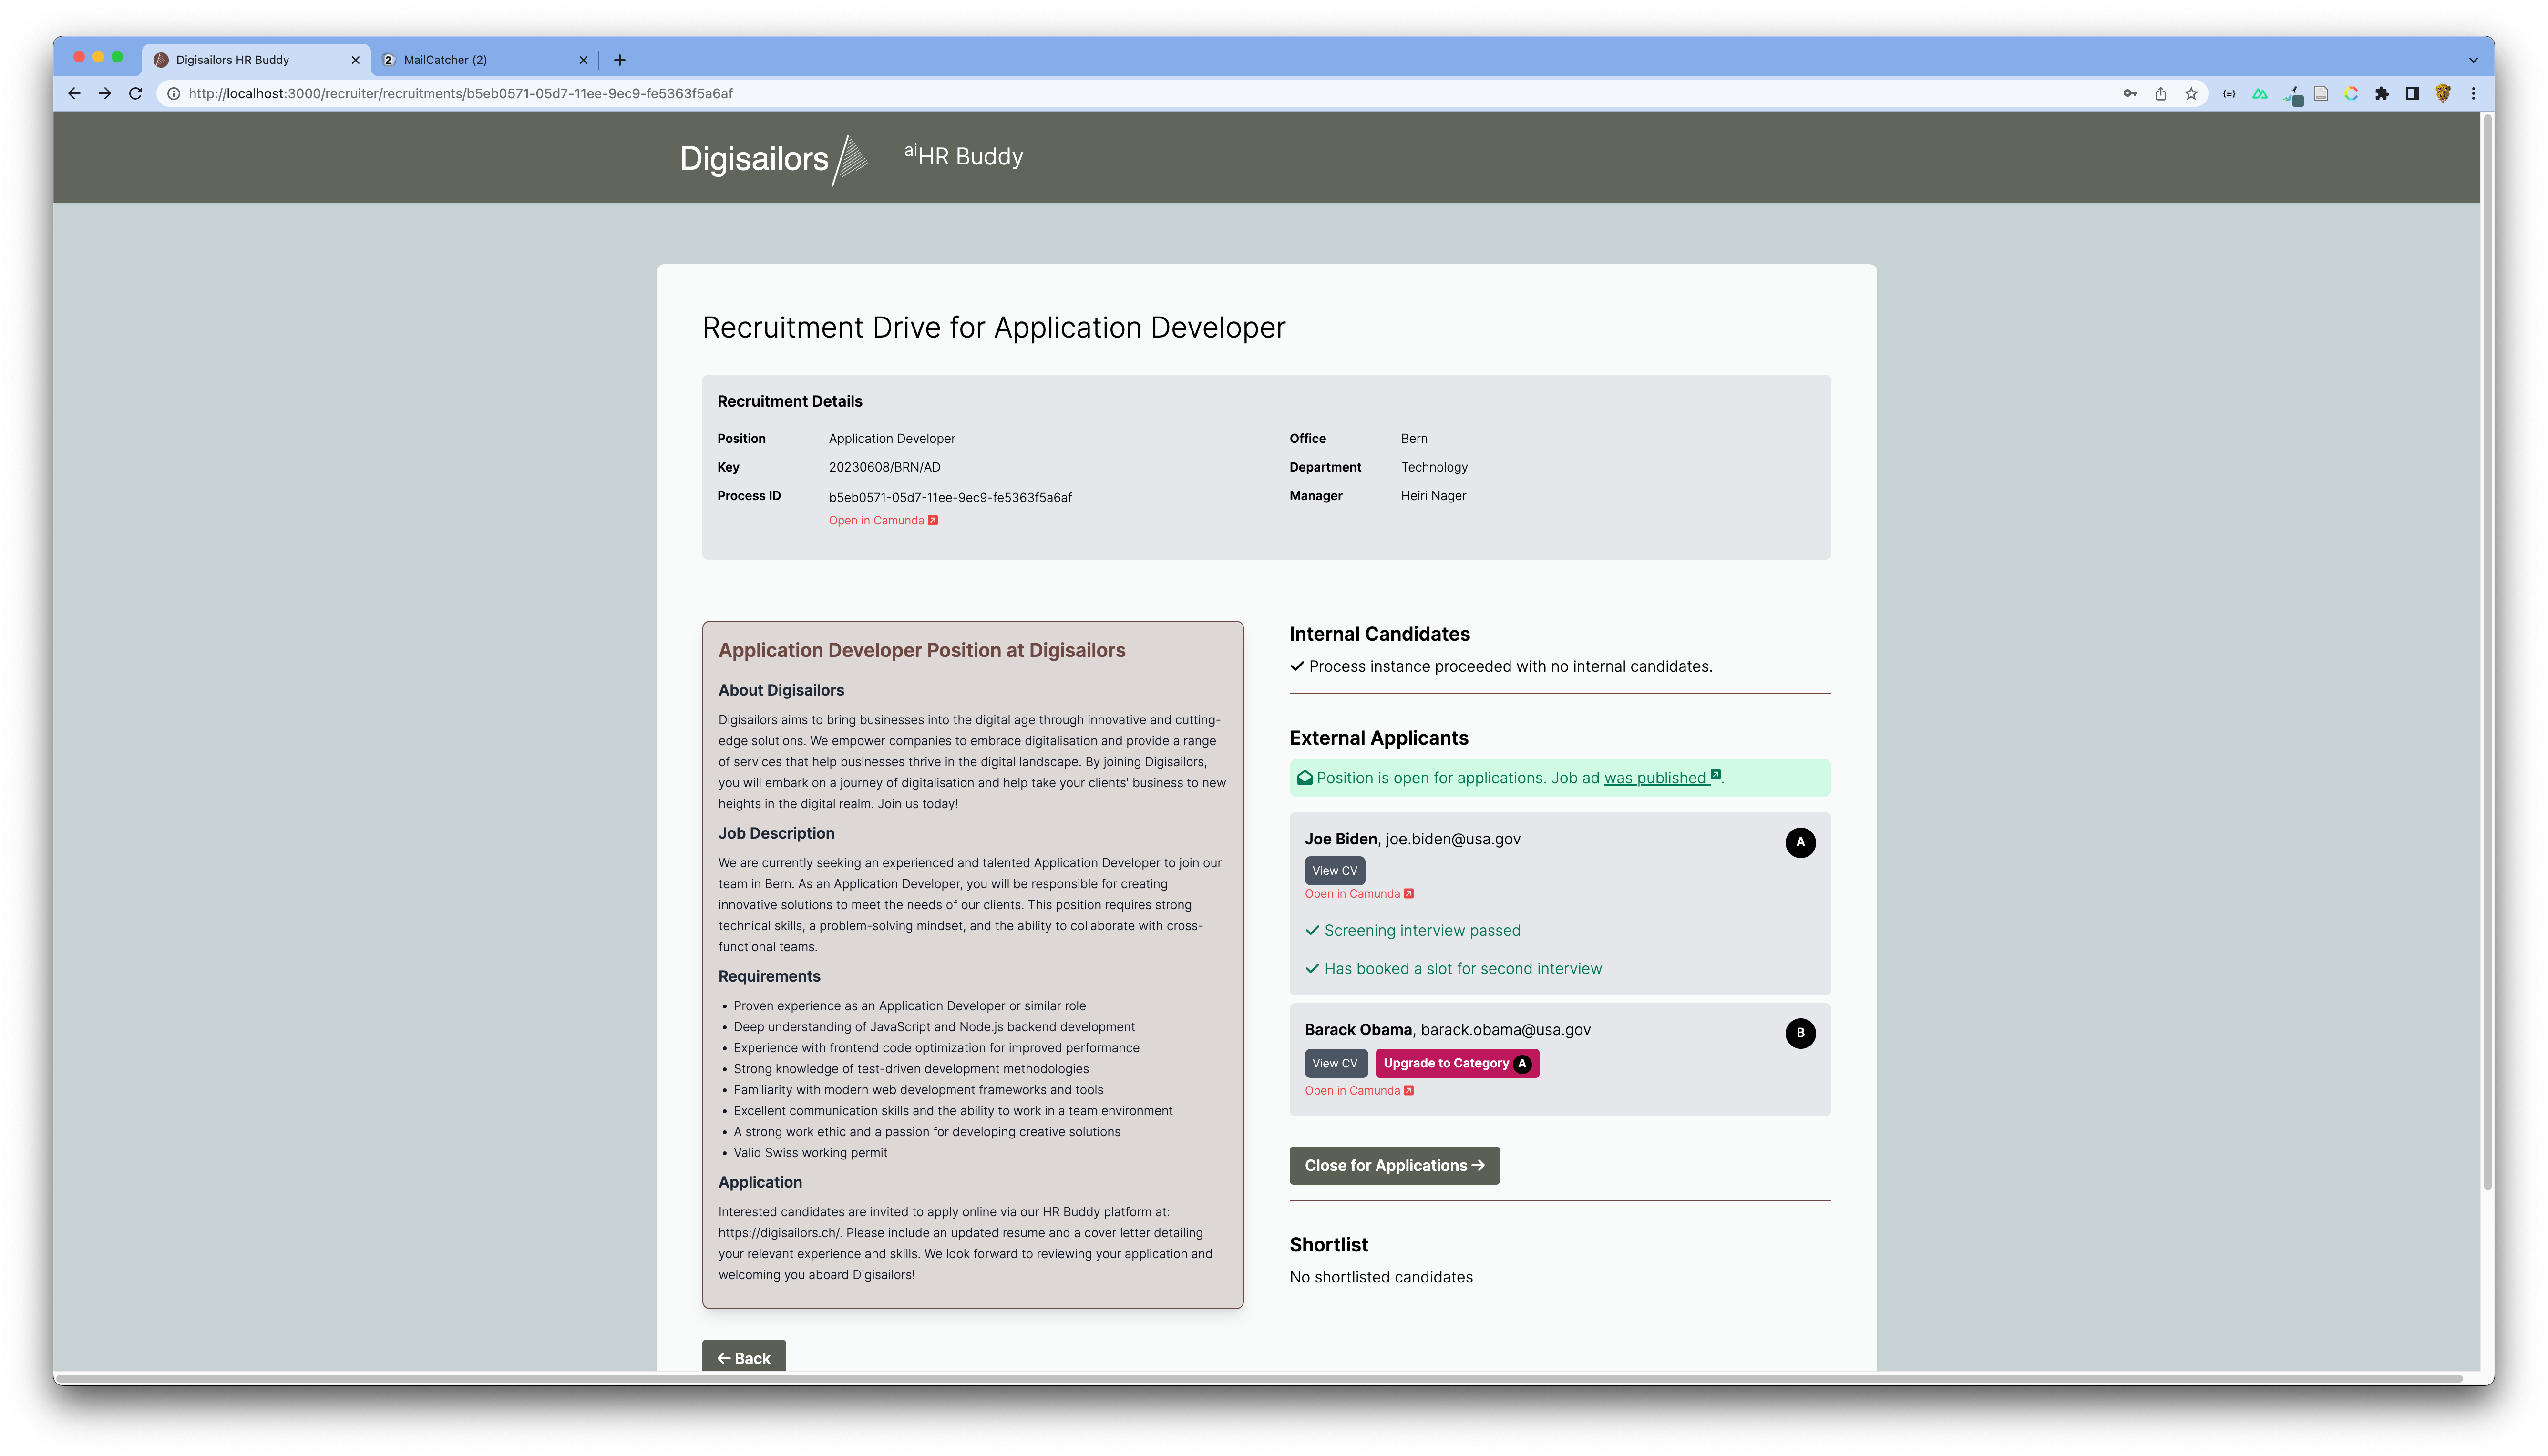 Digisailors HR Buddy
2 MailCatcher (2)
http://localhost:3000/recruiter/recruitments/b5eb0571-05d7-11ee-9ec9-fe5363f5a6af
Digisailors
aiHR Buddy
Recruitment Drive for Application Developer
Recruitment Details
Position Application Developer
Key 20230608/BRN/AD
Process ID b5eb0571-05d7-11ee-9ec9-fe5363f5a6af
Open in Camunda
Office Bern
Department Technology
Manager Heiri Nager
Application Developer Position at Digisailors
About Digisailors
Digisailors aims to bring businesses into the digital age through innovative and cutting-
edge solutions. We empower companies to embrace digitalisation and provide a range
of services that help businesses thrive in the digital landscape. By joining Digisailors,
you will embark on a journey of digitalisation and help take your clients' business to new
heights in the digital realm. Join us today!
Job Description
We are currently seeking an experienced and talented Application Developer to join our
team in Bern. As an Application Developer, you will be responsible for creating
innovative solutions to meet the needs of our clients. This position requires strong
technical skills, a problem-solving mindset, and the ability to collaborate with cross-
functional teams.
Requirements
• Proven experience as an Application Developer or similar role
• Deep understanding of JavaScript and Node.js backend development
• Experience with frontend code optimization for improved performance
• Strong knowledge of test-driven development methodologies
• Familiarity with modern web development frameworks and tools
• Excellent communication skills and the ability to work in a team environment
• A strong work ethic and a passion for developing creative solutions
• Valid Swiss working permit
Application
Interested candidates are invited to apply online via our HR Buddy platform at:
https://digisailors.ch/. Please include an updated resume and a cover letter detailing
your relevant experience and skills. We look forward to reviewing your application and
welcoming you aboard Digisailors!
← Back
Internal Candidates
✓ Process instance proceeded with no internal candidates.
External Applicants
Position is open for applications. Job ad was published.
Joe Biden, joe.biden@usa.gov
A
View CV
Open in Camunda
✓ Screening interview passed
✓ Has booked a slot for second interview
Barack Obama, barack.obama@usa.gov
B
View CV
Upgrade to Category A
Open in Camunda
Close for Applications →
Shortlist
No shortlisted candidates